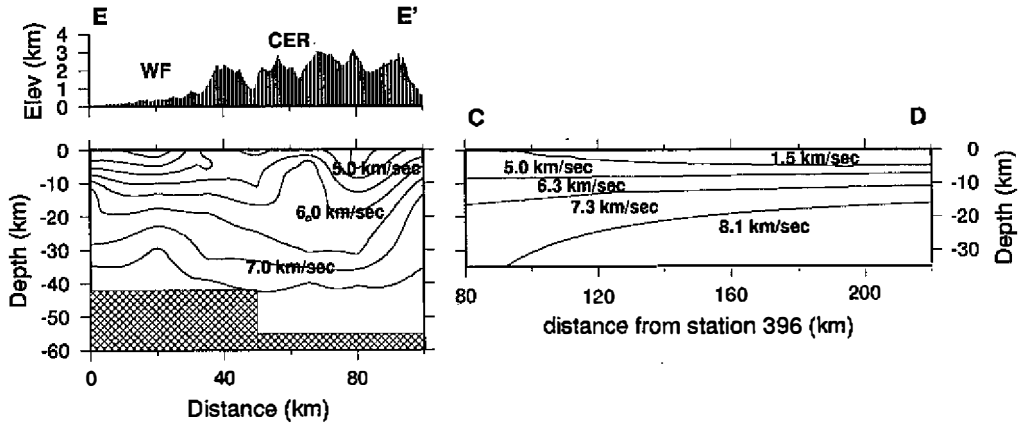 E E'
Elev (km)
4
3
2
1
0
WF
CER
Depth (km)
0
-10
-20
-30
-40
-50
-60
5.0 km/sec
6.0 km/sec
7.0 km/sec
0 40 80
Distance (km)
C D
1.5 km/sec
5.0 km/sec
6.3 km/sec
7.3 km/sec
8.1 km/sec
0
-10
-20
-30
Depth (km)
80 120 160 200
distance from station 396 (km)